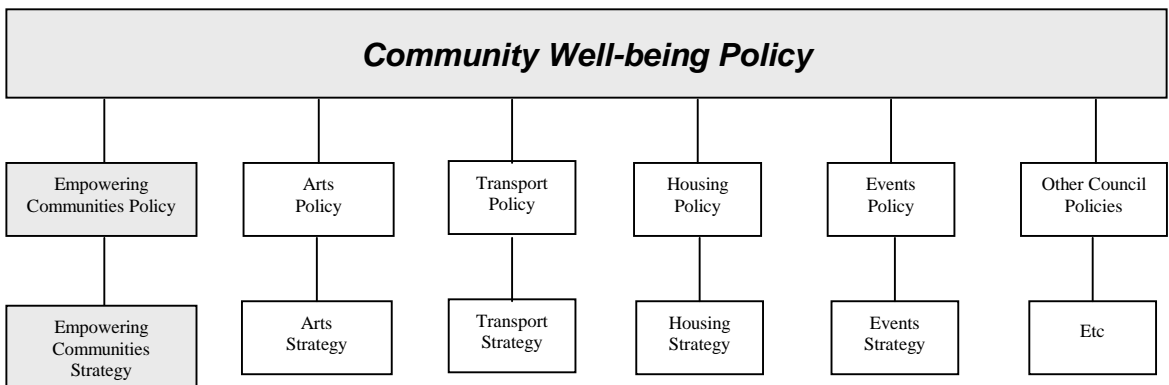 Community Well-being Policy
Empowering
Communities Policy
Arts
Policy
Transport
Policy
Housing
Policy
Events
Policy
Other Council
Policies
Empowering
Communities
Strategy
Arts
Strategy
Transport
Strategy
Housing
Strategy
Events
Strategy
Etc